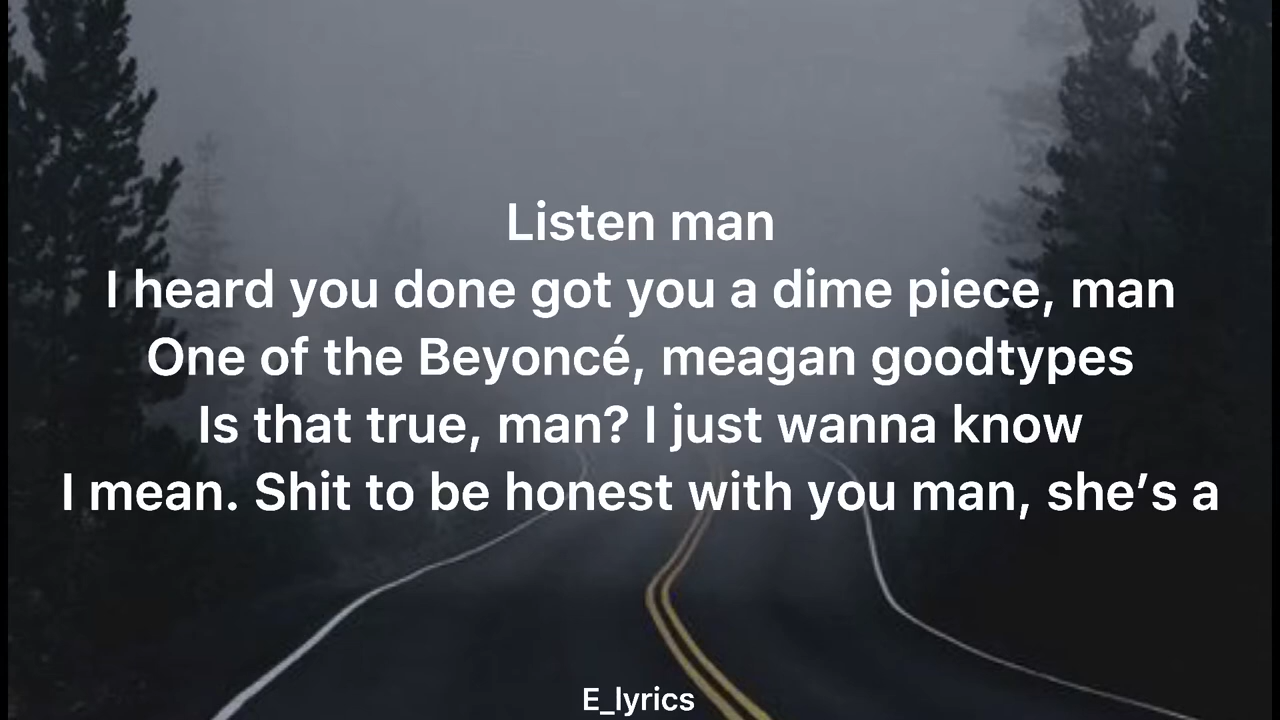 Listen man
I heard you done got you a dime piece, man
One of the Beyoncé, meagan goodtypes
Is that true, man? I just wanna know
I mean. Shit to be honest with you man, she’s a
E_lyrics